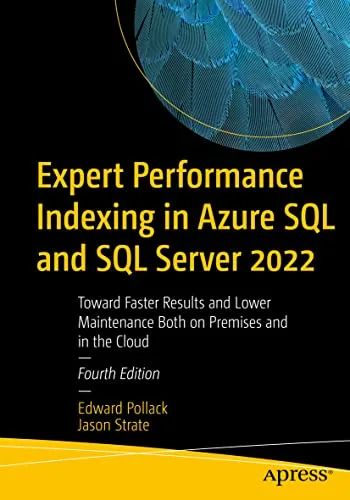 Expert Performance
Indexing in Azure SQL
and SQL Server 2022
Toward Faster Results and Lower
Maintenance Both on Premises and
in the Cloud
—
Fourth Edition
—
Edward Pollack
Jason Strate
Apress®